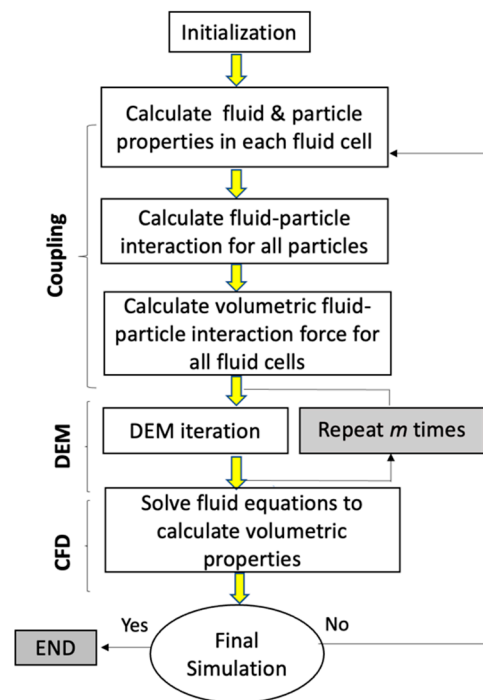 Initialization
Calculate fluid & particle
properties in each fluid cell
Coupling
Calculate fluid-particle
interaction for all particles
Calculate volumetric fluid-
particle interaction force for
all fluid cells
DEM
DEM iteration
Repeat m times
CFD
Solve fluid equations to
calculate volumetric
properties
Yes
No
END
Final
Simulation